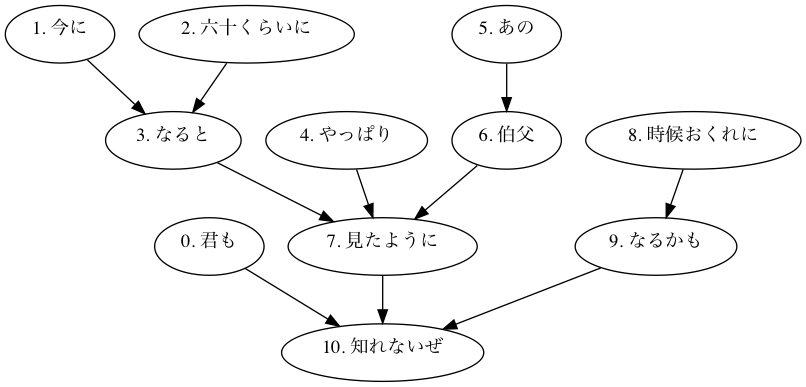 1. 今に
2. 六十くらいに
5. あの
3. なると
4. やっぱり
6. 伯父
8. 時候おくれに
0. 君も
7. 見たように
9. なるかも
10. 知れないぜ